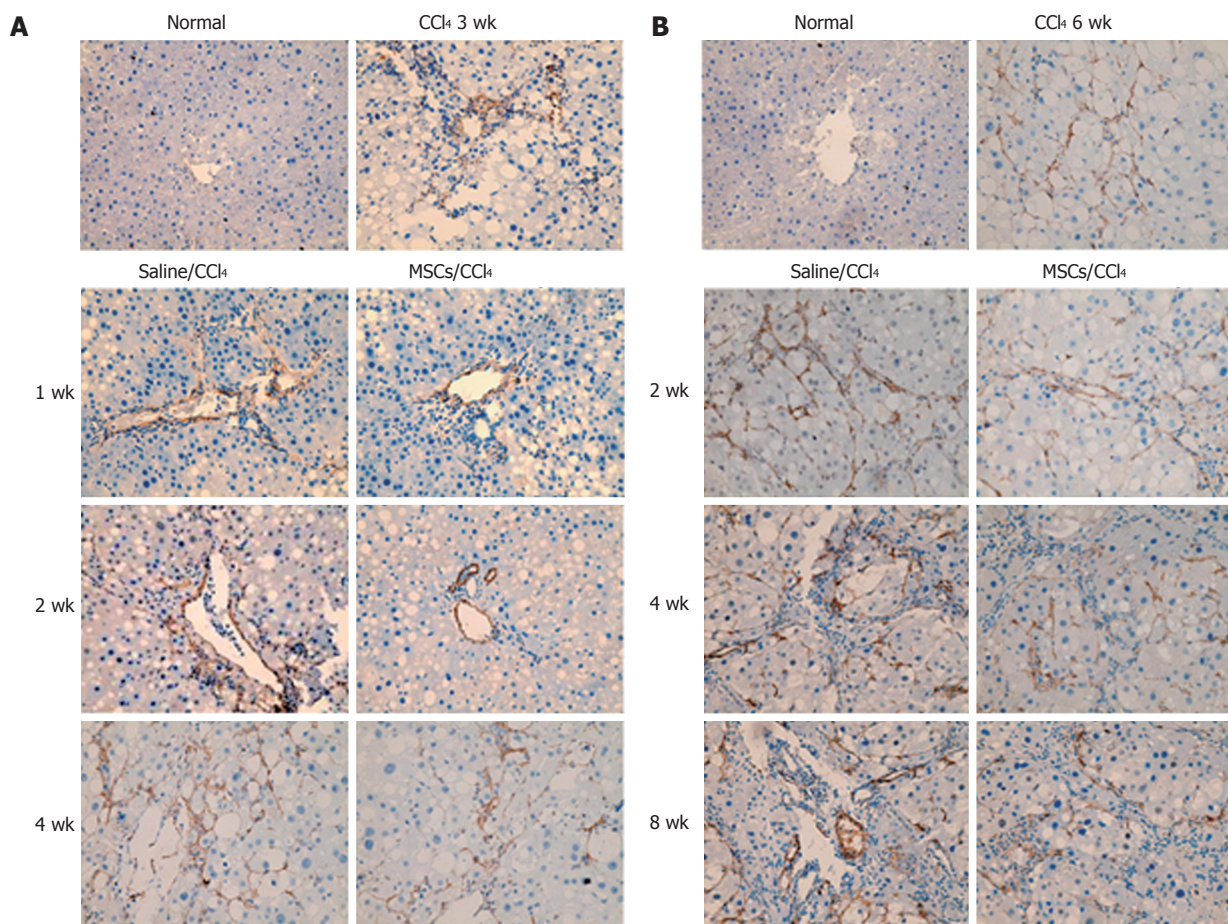 A
Normal
CCl₄ 3 wk
Saline/CCl₄
MSCs/CCl₄
1 wk
2 wk
4 wk
B
Normal
CCl₄ 6 wk
Saline/CCl₄
MSCs/CCl₄
2 wk
4 wk
8 wk